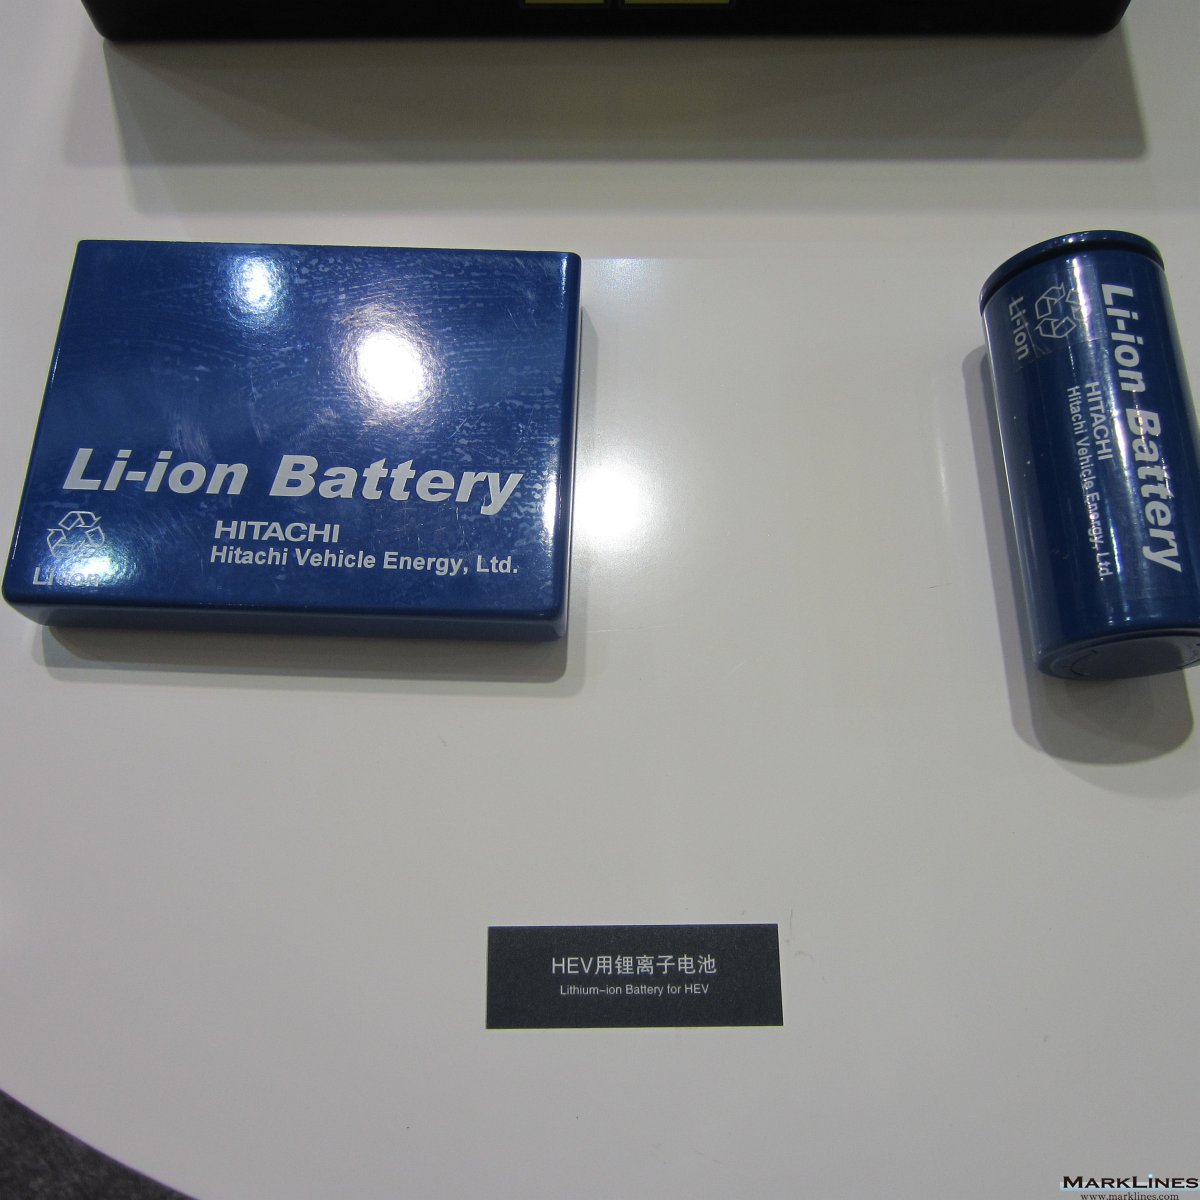 Li-ion Battery
HITACHI
Hitachi Vehicle Energy, Ltd.
Li-ion
Li-ion Battery
HITACHI
Hitachi Vehicle Energy, Ltd.
Li-ion
HEV用锂离子电池
Lithium-ion Battery for HEV
MARKLINES
www.marklines.com